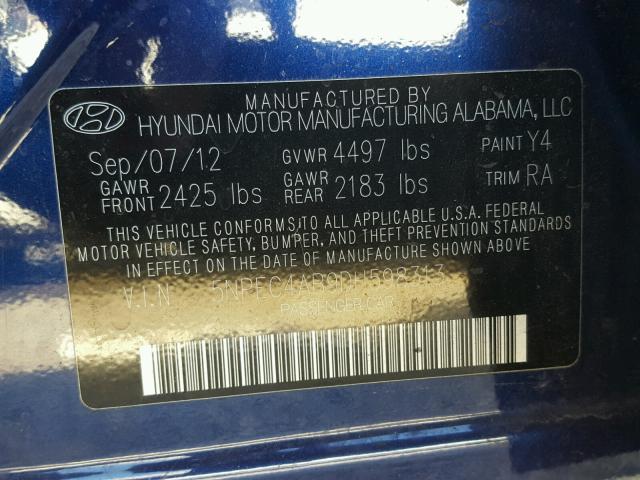 MANUFACTURED BY
HYUNDAI MOTOR MANUFACTURING ALABAMA, LLC
Sep/07/12 GVWR 4497 lbs PAINT Y4
GAWR FRONT 2425 lbs GAWR REAR 2183 lbs TRIM RA
THIS VEHICLE CONFORMS TO ALL APPLICABLE U.S.A. FEDERAL
MOTOR VEHICLE SAFETY, BUMPER, AND THEFT PREVENTION STANDARDS
IN EFFECT ON THE DATE OF MANUFACTURE SHOWN ABOVE
V.I.N
PASSENGER CAR